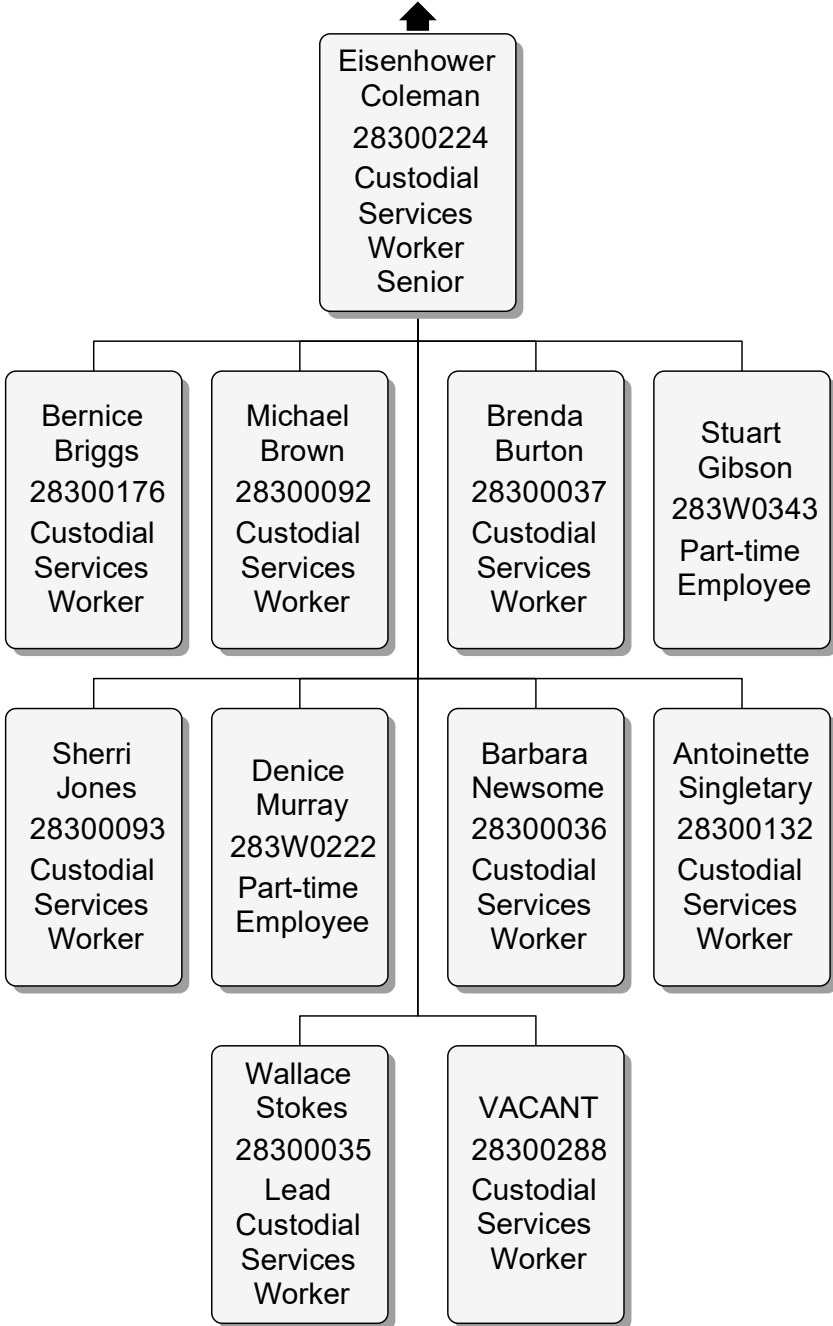 Eisenhower
Coleman
28300224
Custodial
Services
Worker
Senior
Bernice
Briggs
28300176
Custodial
Services
Worker
Michael
Brown
28300092
Custodial
Services
Worker
Brenda
Burton
28300037
Custodial
Services
Worker
Stuart
Gibson
283W0343
Part-time
Employee
Sherri
Jones
28300093
Custodial
Services
Worker
Denice
Murray
283W0222
Part-time
Employee
Barbara
Newsome
28300036
Custodial
Services
Worker
Antoinette
Singletary
28300132
Custodial
Services
Worker
Wallace
Stokes
28300035
Lead
Custodial
Services
Worker
VACANT
28300288
Custodial
Services
Worker